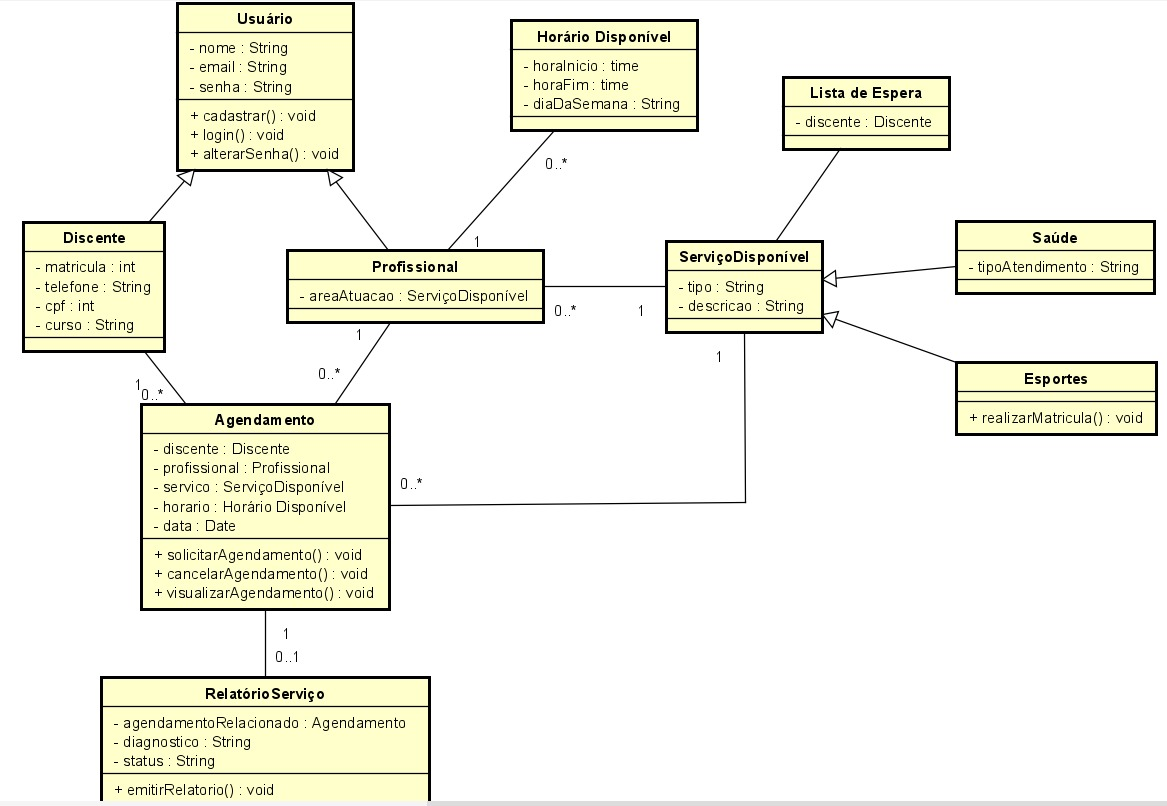 Usuário
- nome : String
- email : String
- senha : String
+ cadastrar() : void
+ login() : void
+ alterarSenha() : void
Horário Disponível
- horaInicio : time
- horaFim : time
- diaDaSemana : String
Lista de Espera
- discente : Discente
0..*
1
Discente
- matricula : int
- telefone : String
- cpf : int
- curso : String
Profissional
- areaAtuacao : ServiçoDisponível
0..*
1
ServiçoDisponível
- tipo : String
- descricao : String
Saúde
- tipoAtendimento : String
Esportes
+ realizarMatricula() : void
1
0..*
1
0..*
1
0..*
Agendamento
- discente : Discente
- profissional : Profissional
- servico : ServiçoDisponível
- horario : Horário Disponível
- data : Date
+ solicitarAgendamento() : void
+ cancelarAgendamento() : void
+ visualizarAgendamento() : void
1
0..1
RelatórioServiço
- agendamentoRelacionado : Agendamento
- diagnostico : String
- status : String
+ emitirRelatorio() : void